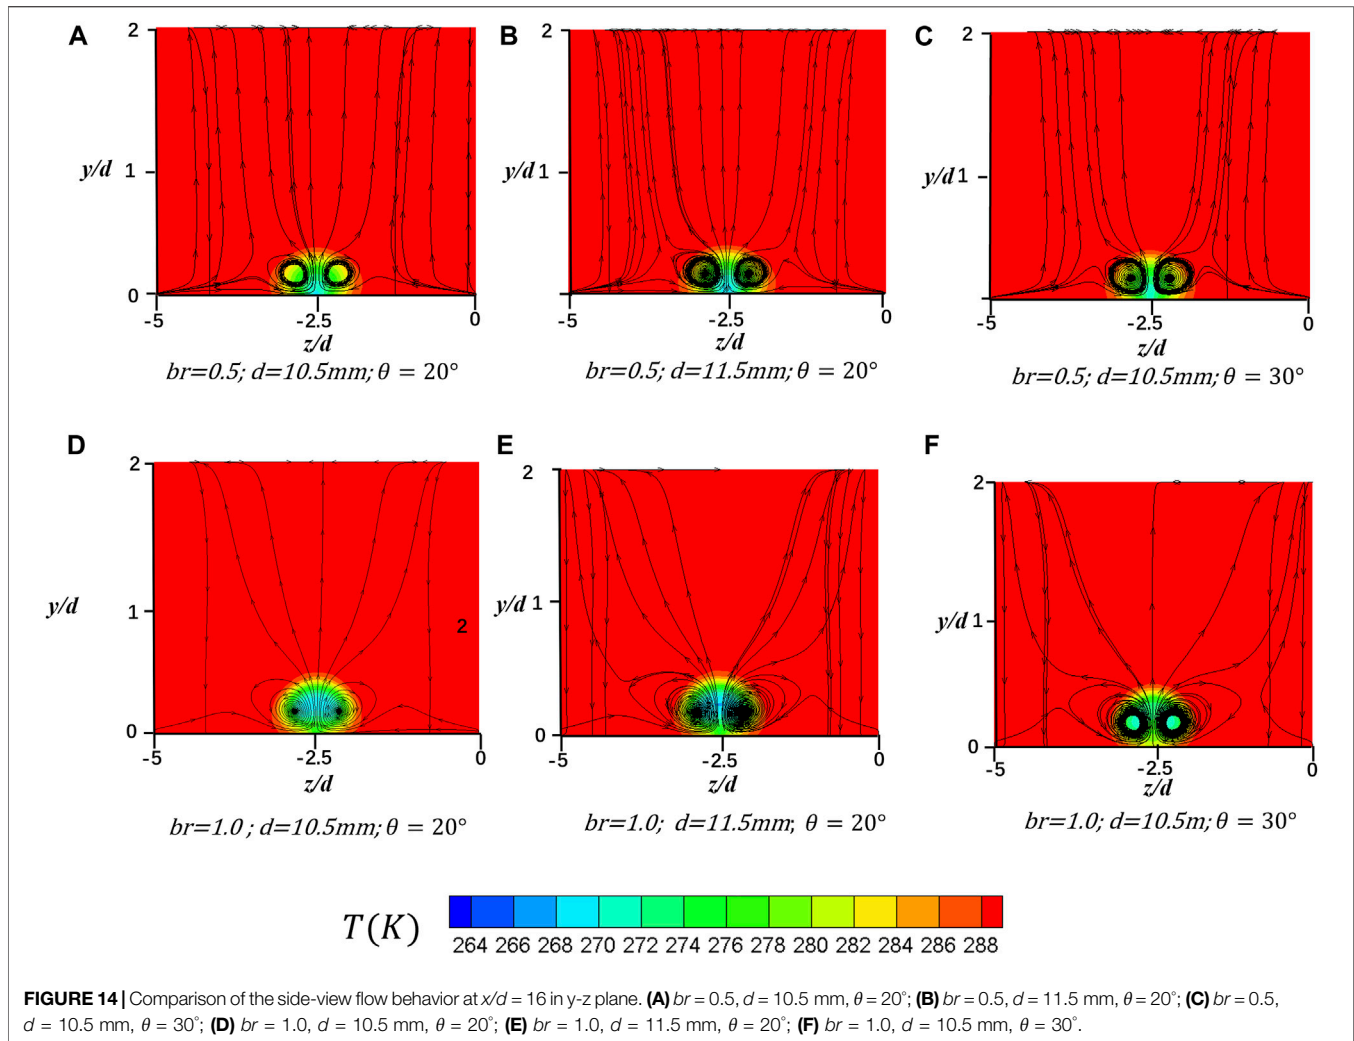 A
2
y/d 1
0
-5
-2.5
0
z/d
br=0.5; d=10.5mm; θ = 20°
B
2
y/d 1
0
-5
-2.5
0
z/d
br=0.5; d=11.5mm; θ = 20°
C
2
y/d 1
-5
-2.5
0
z/d
br=0.5; d=10.5mm; θ = 30°
D
2
y/d 1
2
0
-5
-2.5
0
z/d
br=1.0 ; d=10.5mm; θ = 20°
E
2
y/d 1
0
-5
-2.5
0
z/d
br=1.0; d=11.5mm; θ = 20°
F
2
y/d 1
0
-5
-2.5
0
z/d
br=1.0; d=10.5m; θ = 30°
T(K)
264 266 268 270 272 274 276 278 280 282 284 286 288
FIGURE 14 | Comparison of the side-view flow behavior at x/d = 16 in y-z plane. (A) br = 0.5, d = 10.5 mm, θ = 20°; (B) br = 0.5, d = 11.5 mm, θ = 20°; (C) br = 0.5,
d = 10.5 mm, θ = 30°; (D) br = 1.0, d = 10.5 mm, θ = 20°; (E) br = 1.0, d = 11.5 mm, θ = 20°; (F) br = 1.0, d = 10.5 mm, θ = 30°.